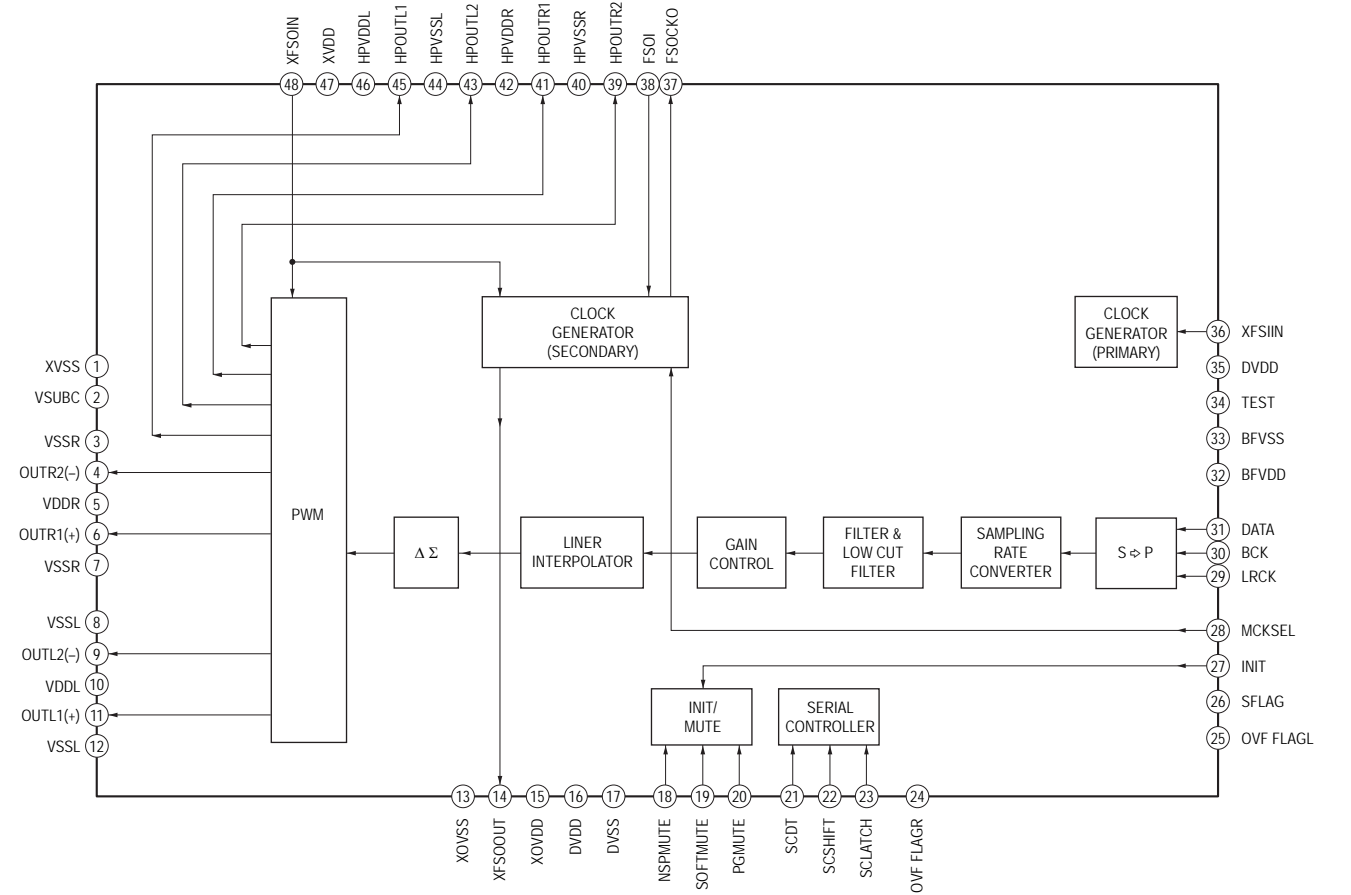 XFSOIN
XVDD
HPVDDL
HPOUTL1
HPVSSL
HPOUTL2
HPVDDR
HPOUTR1
HPVSSR
HPOUTR2
FSOI
FSOCKO
48
47
46
45
44
43
42
41
40
39
38
37
CLOCK
GENERATOR
(SECONDARY)
CLOCK
GENERATOR
(PRIMARY)
36 XFSIIN
35 DVDD
34 TEST
33 BFVSS
32 BFVDD
31 DATA
30 BCK
29 LRCK
28 MCKSEL
27 INIT
26 SFLAG
25 OVF FLAGL
XVSS 1
VSUBC 2
VSSR 3
OUTR2(–) 4
VDDR 5
OUTR1(+) 6
VSSR 7
VSSL 8
OUTL2(–) 9
VDDL 10
OUTL1(+) 11
VSSL 12
PWM
Δ Σ
LINER
INTERPOLATOR
GAIN
CONTROL
FILTER &
LOW CUT
FILTER
SAMPLING
RATE
CONVERTER
S ⇨ P
INIT/
MUTE
SERIAL
CONTROLLER
13
14
15
16
17
18
19
20
21
22
23
24
XOVSS
XFSOOUT
XOVDD
DVDD
DVSS
NSPMUTE
SOFTMUTE
PGMUTE
SCDT
SCSHIFT
SCLATCH
OVF FLAGR